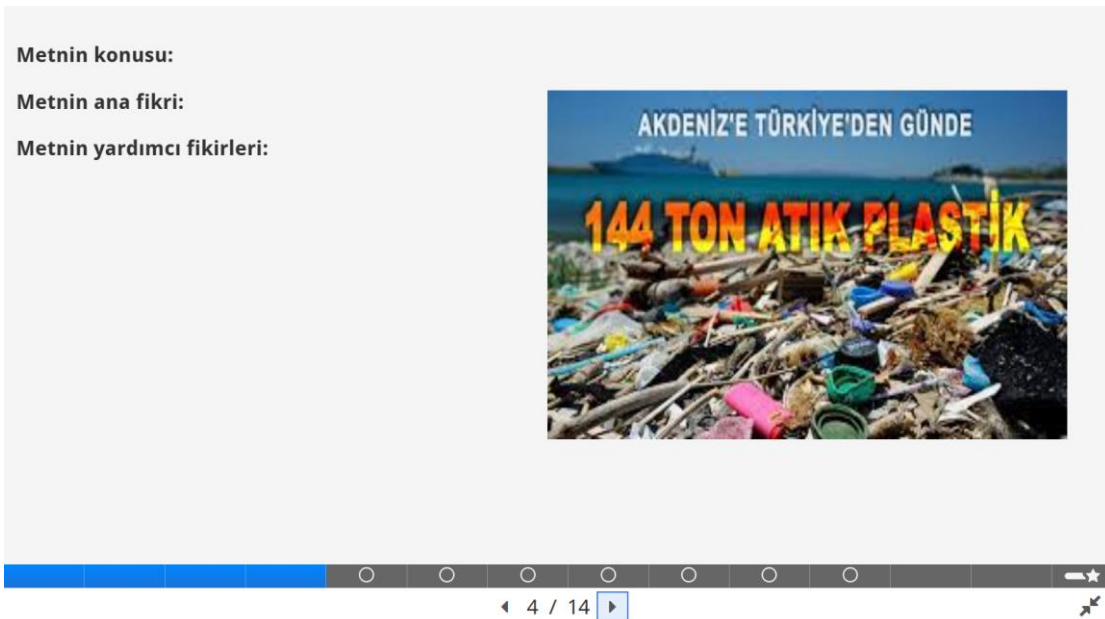 Metnin konusu:
Metnin ana fikri:
Metnin yardımcı fikirleri:
AKDENİZ'E TÜRKİYE'DEN GÜNDE
144 TON ATIK PLASTİK
4 / 14